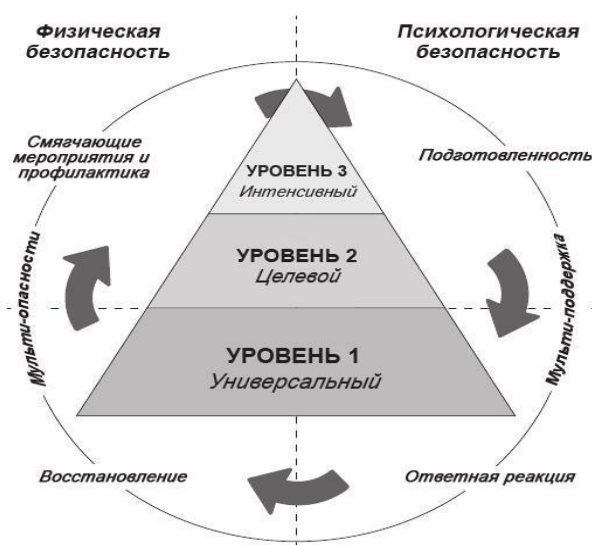 Физическая
безопасность
Психологическая
безопасность
Смягчающие
мероприятия и
профилактика
Подготовленность
УРОВЕНЬ 3
Интенсивный
УРОВЕНЬ 2
Целевой
Мульти-опасности
Мульти-поддержка
УРОВЕНЬ 1
Универсальный
Восстановление
Ответная реакция